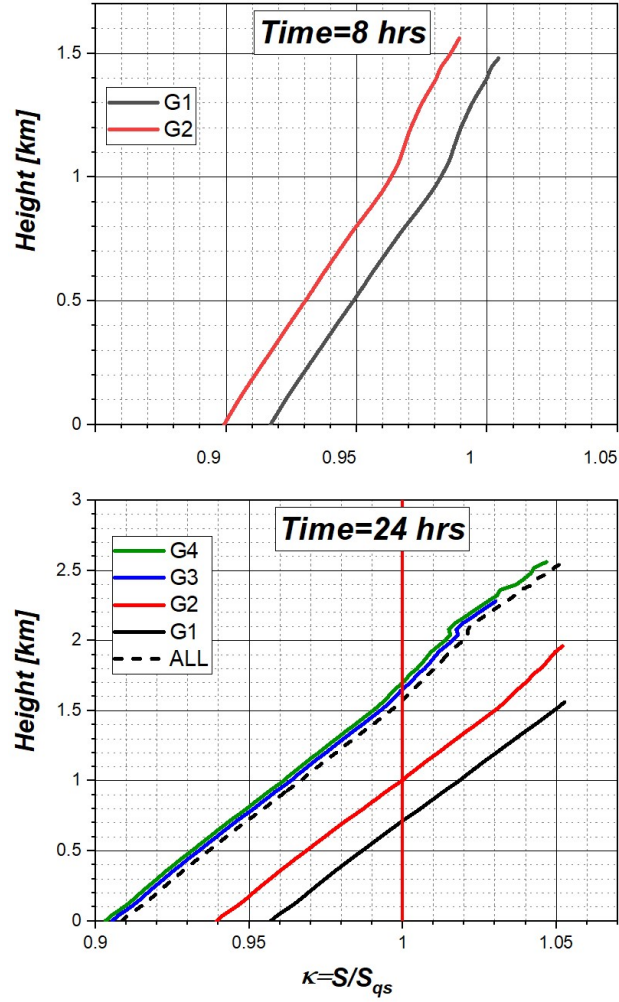 Time=8 hrs
1.5
G1
G2
1
Height [km]
0.5
0
0.9
0.95
1
1.05
3
Time=24 hrs
G4
G3
G2
G1
ALL
2.5
2
Height [km]
1.5
1
0.5
0
0.9
0.95
1
1.05
κ=S/Sqs